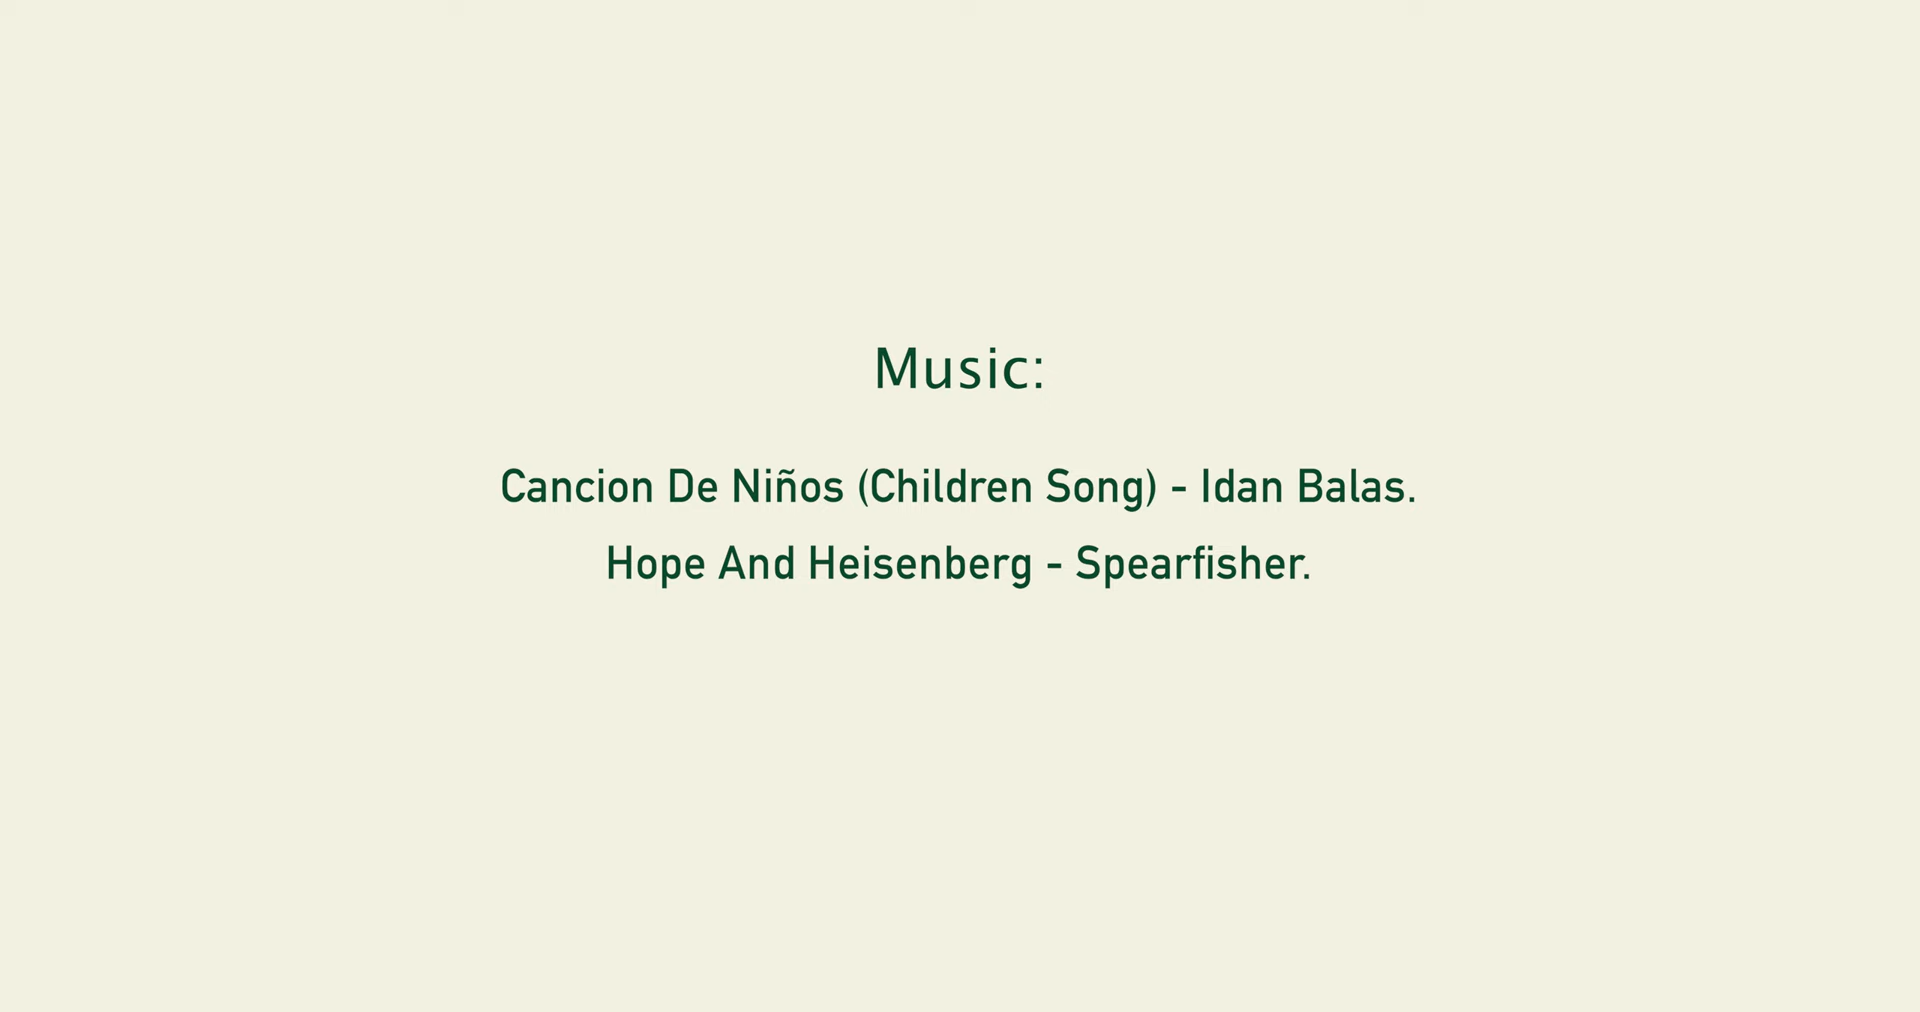 Music:
Cancion De Niños (Children Song) - Idan Balas.
Hope And Heisenberg - Spearfisher.